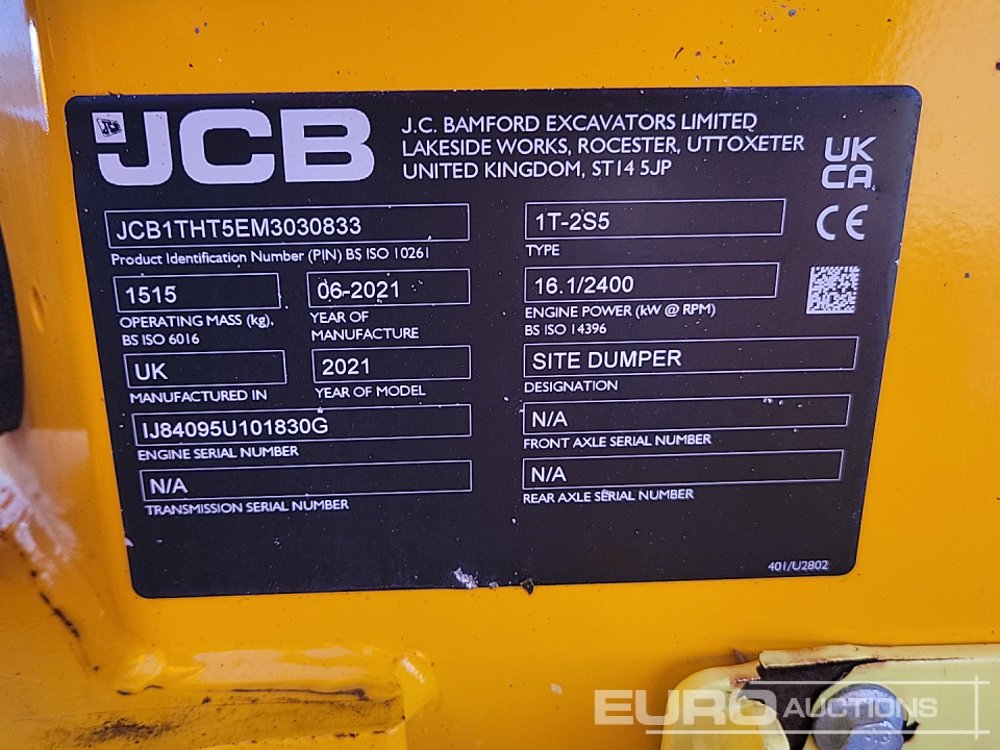 JCB
J.C. BAMFORD EXCAVATORS LIMITED
LAKESIDE WORKS, ROCESTER, UTTOXETER
UNITED KINGDOM, ST14 5JP
UK
CA
CE
JCB1THT5EM3030833
Product Identification Number (PIN) BS ISO 10261
1T-2S5
TYPE
1515
OPERATING MASS (kg).
BS ISO 6016
06-2021
YEAR OF
MANUFACTURE
16.1/2400
ENGINE POWER (kW @ RPM)
BS ISO 14396
UK
MANUFACTURED IN
2021
YEAR OF MODEL
SITE DUMPER
DESIGNATION
IJ84095U101830G
ENGINE SERIAL NUMBER
N/A
FRONT AXLE SERIAL NUMBER
N/A
TRANSMISSION SERIAL NUMBER
N/A
REAR AXLE SERIAL NUMBER
401/U2802
EURO AUCTIONS